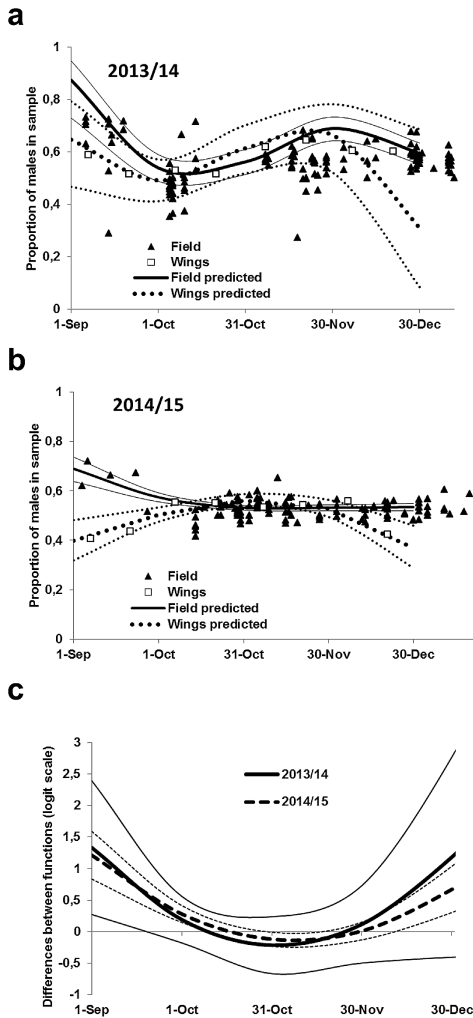 a
2013/14
Proportion of males in sample
1
0,8
0,6
0,4
0,2
0
Field
Wings
Field predicted
Wings predicted
1-Sep 1-Oct 31-Oct 30-Nov 30-Dec
b
2014/15
Proportion of males in sample
1
0,8
0,6
0,4
0,2
0
Field
Wings
Field predicted
Wings predicted
1-Sep 1-Oct 31-Oct 30-Nov 30-Dec
c
Differences between functions (logit scale)
3
2,5
2
1,5
1
0,5
0
-0,5
-1
2013/14
2014/15
1-Sep 1-Oct 31-Oct 30-Nov 30-Dec